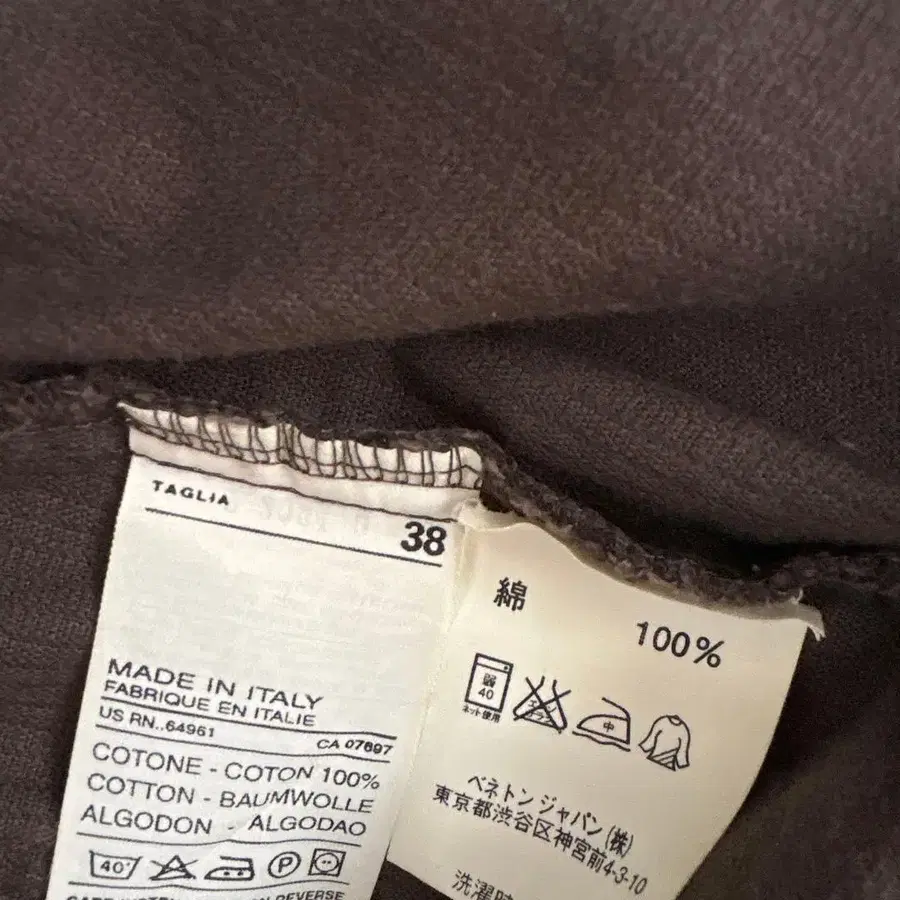 TAGLIA
38
MADE IN ITALY
FABRIQUE EN ITALIE
US RN..64961 CA 07697
COTONE - COTON 100%
COTTON - BAUMWOLLE
ALGODON - ALGODAO
40° P
綿
100%
弱
40
ネット使用
中
ベネトン ジャパン (株)
東京都渋谷区神宮前4-3-10
洗濯